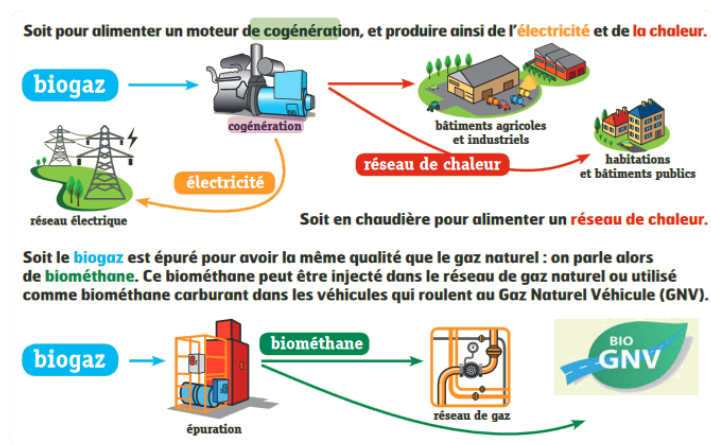 Soit pour alimenter un moteur de cogénération, et produire ainsi de l'électricité et de la chaleur.
biogaz
cogénération
bâtiments agricoles
et industriels
réseau de chaleur
habitations
et bâtiments publics
électricité
réseau électrique
Soit en chaudière pour alimenter un réseau de chaleur.
Soit le biogaz est épuré pour avoir la même qualité que le gaz naturel : on parle alors
de biométhane. Ce biométhane peut être injecté dans le réseau de gaz naturel ou utilisé
comme biométhane carburant dans les véhicules qui roulent au Gaz Naturel Véhicule (GNV).
biogaz
épuration
biométhane
réseau de gaz
BIO
GNV